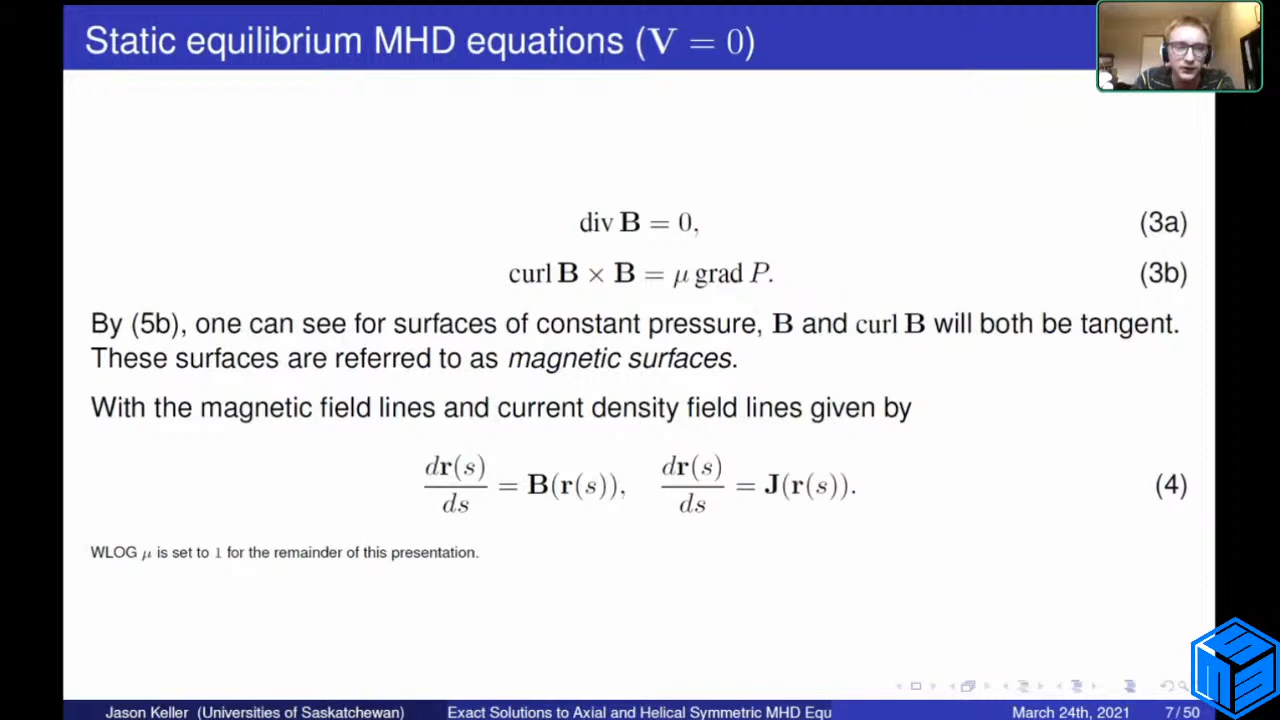 Static equilibrium MHD equations (V = 0)
div B = 0, (3a)
curl B × B = μ grad P. (3b)
By (5b), one can see for surfaces of constant pressure, B and curl B will both be tangent.
These surfaces are referred to as magnetic surfaces.
With the magnetic field lines and current density field lines given by
dr(s)/ds = B(r(s)), dr(s)/ds = J(r(s)). (4)
WLOG μ is set to 1 for the remainder of this presentation.
Jason Keller (Universities of Saskatchewan) Exact Solutions to Axial and Helical Symmetric MHD Equ March 24th, 2021 7 / 50